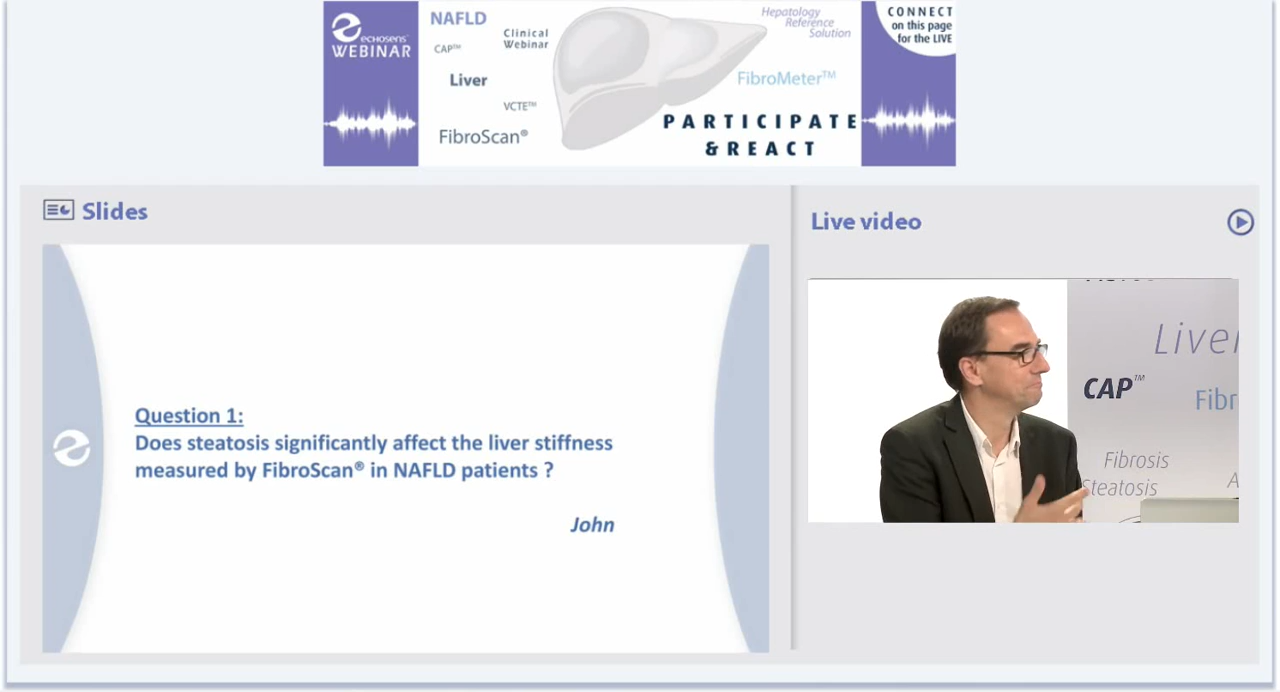 echosens
WEBINAR
NAFLD
CAP™
Clinical
Webinar
Liver
VCTE™
FibroScan®
Hepatology
Reference
Solution
FibroMeter™
PARTICIPATE
&REACT
CONNECT
on this page
for the LIVE
Slides
Question 1:
Does steatosis significantly affect the liver stiffness
measured by FibroScan® in NAFLD patients ?
John
Live video
Liver
CAP™
Fibr
Fibrosis
Steatosis
A